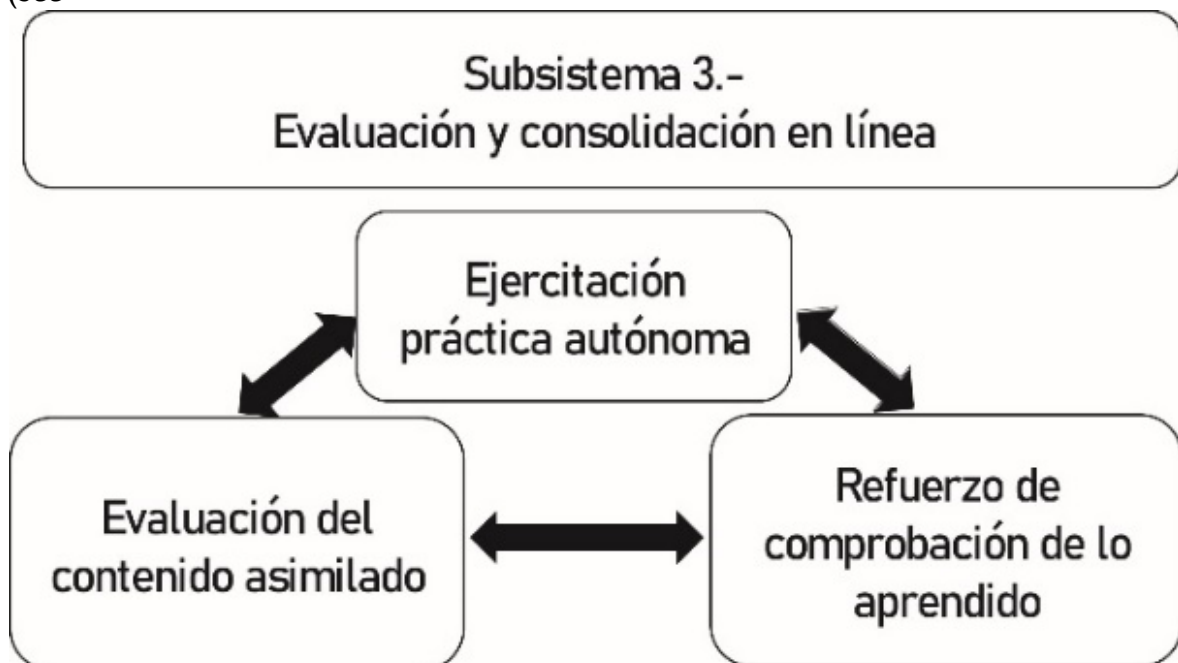 Subsistema 3.-
Evaluación y consolidación en línea
Ejercitación
práctica autónoma
Evaluación del
contenido asimilado
Refuerzo de
comprobación de lo
aprendido